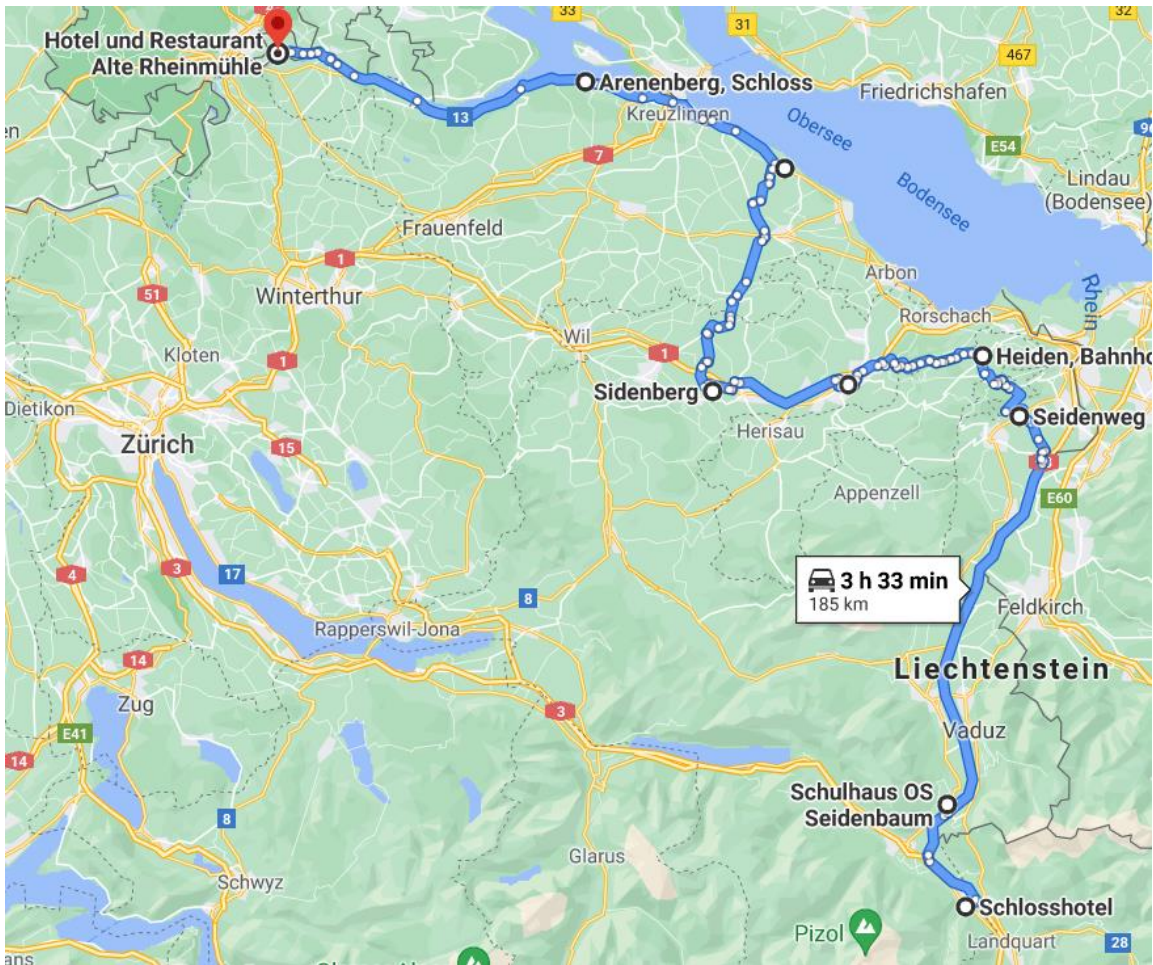 33
31
32
467
Hotel und Restaurant
Alte Rheinmühle
Arenenberg, Schloss
Friedrichshafen
Kreuzlingen
13
Obersee
E54
7
Bodensee
Lindau
(Bodensee)
Frauenfeld
1
Arbon
51
Winterthur
Rhein
Rorschach
Wil
Kloten
1
1
Heiden, Bahnho
Sidenberg
Dietikon
Seidenweg
Zürich
Herisau
15
Appenzell
E60
3 h 33 min
185 km
4
3
17
8
Feldkirch
Rapperswil-Jona
14
Liechtenstein
Zug
3
E41
Vaduz
14
Schulhaus OS
Seidenbaum
8
Glarus
Schwyz
Schlosshotel
Pizol
Landquart
28